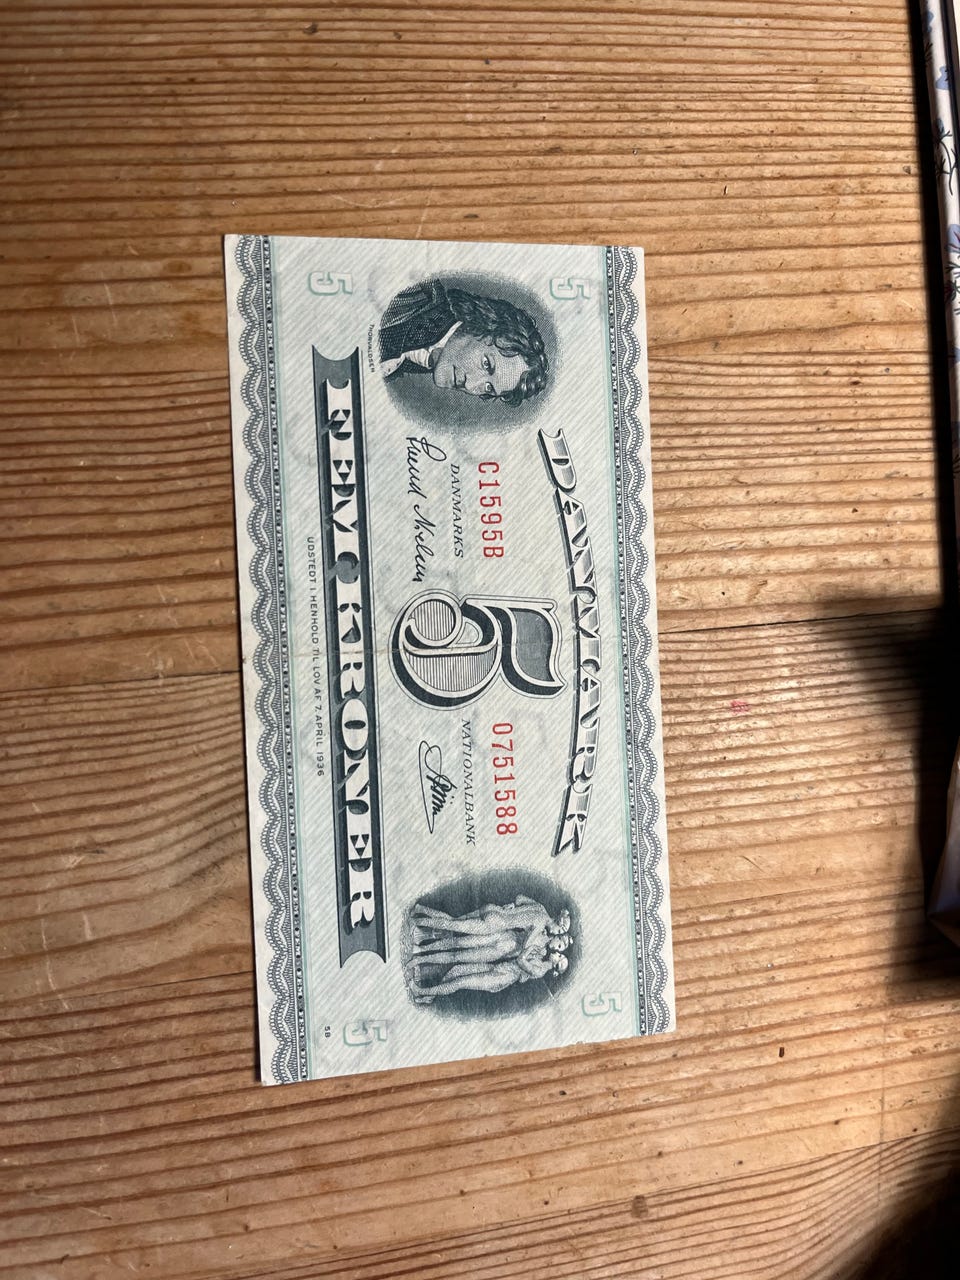 DANMARK
5
5
C1595B
0751588
DANMARKS
5
NATIONALBANK
THORVALDSEN
FEM KRONER
5
5
UDSTEDT I HENHOLD TIL LOV AF 7. APRIL 1936
5B